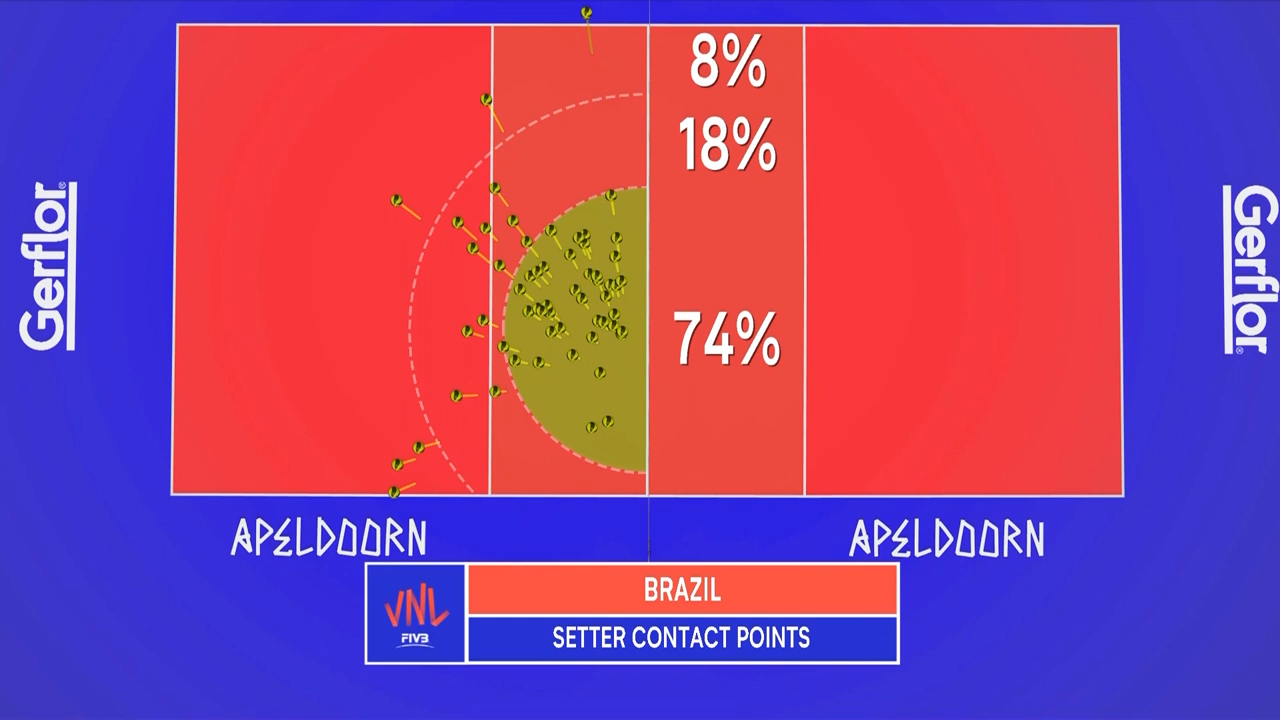 8%
18%
74%
Gerflor®
Gerflor®
APELDOORN
APELDOORN
VNL
FIVB
BRAZIL
SETTER CONTACT POINTS